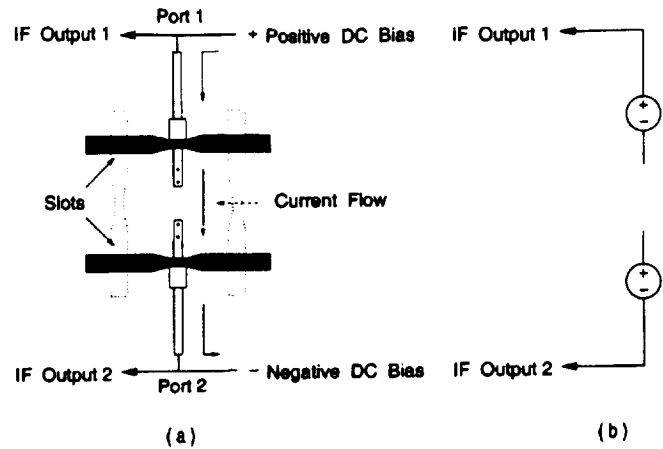 Port 1
IF Output 1
+ Positive DC Bias
IF Output 1
+
-
Slots
Current Flow
+
-
IF Output 2
- Negative DC Bias
IF Output 2
Port 2
(a)
(b)